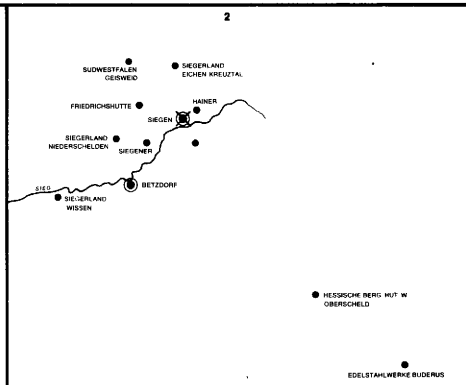 2
SUDWESTFALEN
GEISWEID
SIEGERLAND
EICHEN KREUZTAL
FRIEDRICHSHUTTE
HAINER
SIEGEN
SIEGERLAND
NIEDERSCHELDEN
SIEGENER
SIEG
BETZDORF
SIEGERLAND
WISSEN
HESSISCHE BERG HUT W
OBERSCHELD
EDELSTAHLWERKE BUDERUS